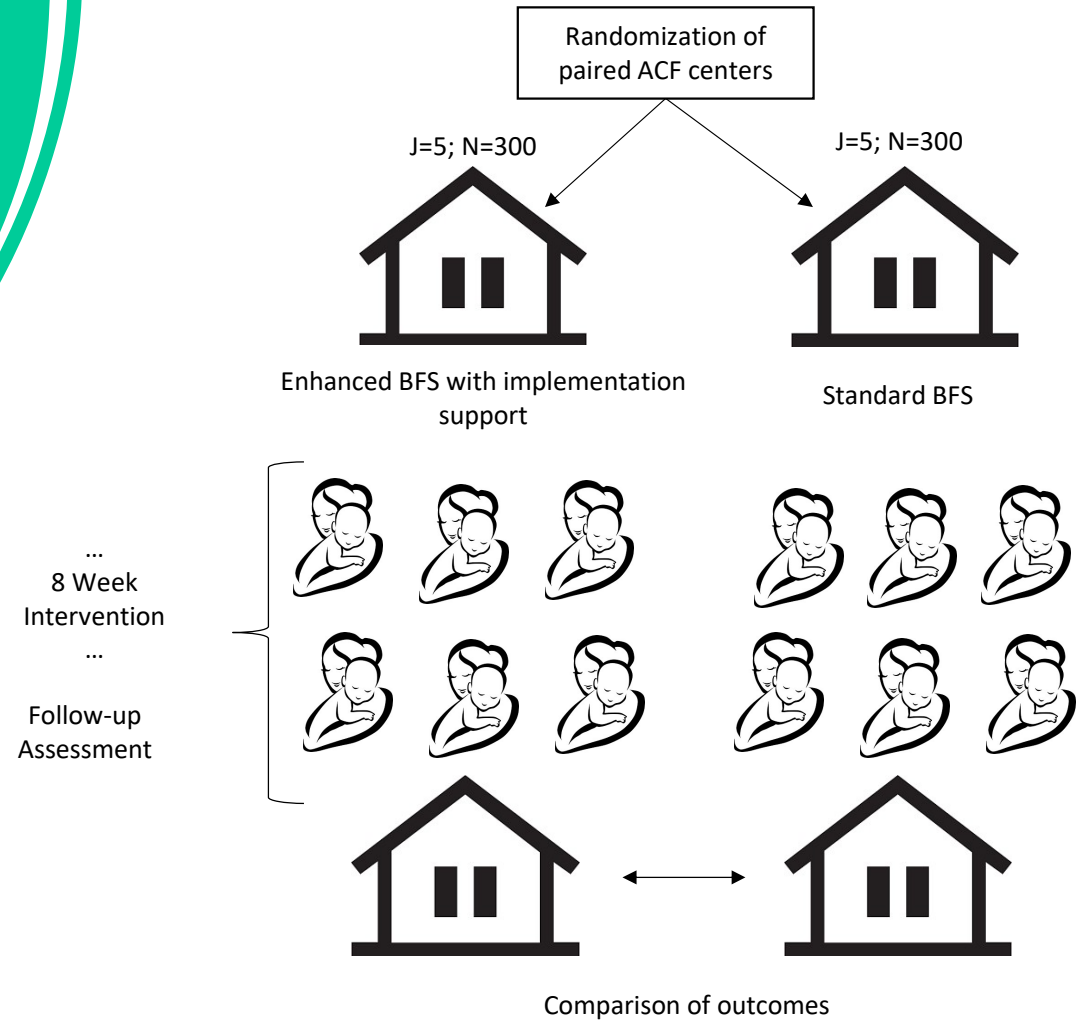 Randomization of
paired ACF centers
J=5; N=300
J=5; N=300
Enhanced BFS with implementation
support
Standard BFS
...
8 Week
Intervention
...
Follow-up
Assessment
Comparison of outcomes